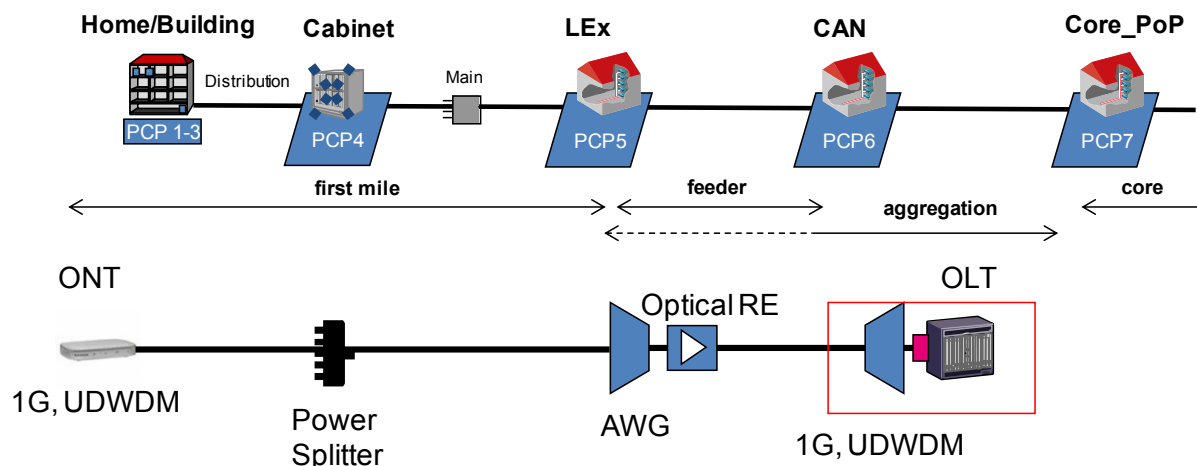 Home/Building
Cabinet
LEx
CAN
Core_PoP
Distribution
Main
PCP 1-3
PCP4
PCP5
PCP6
PCP7
first mile
feeder
core
aggregation
ONT
OLT
Optical RE
1G, UDWDM
Power
Splitter
AWG
1G, UDWDM